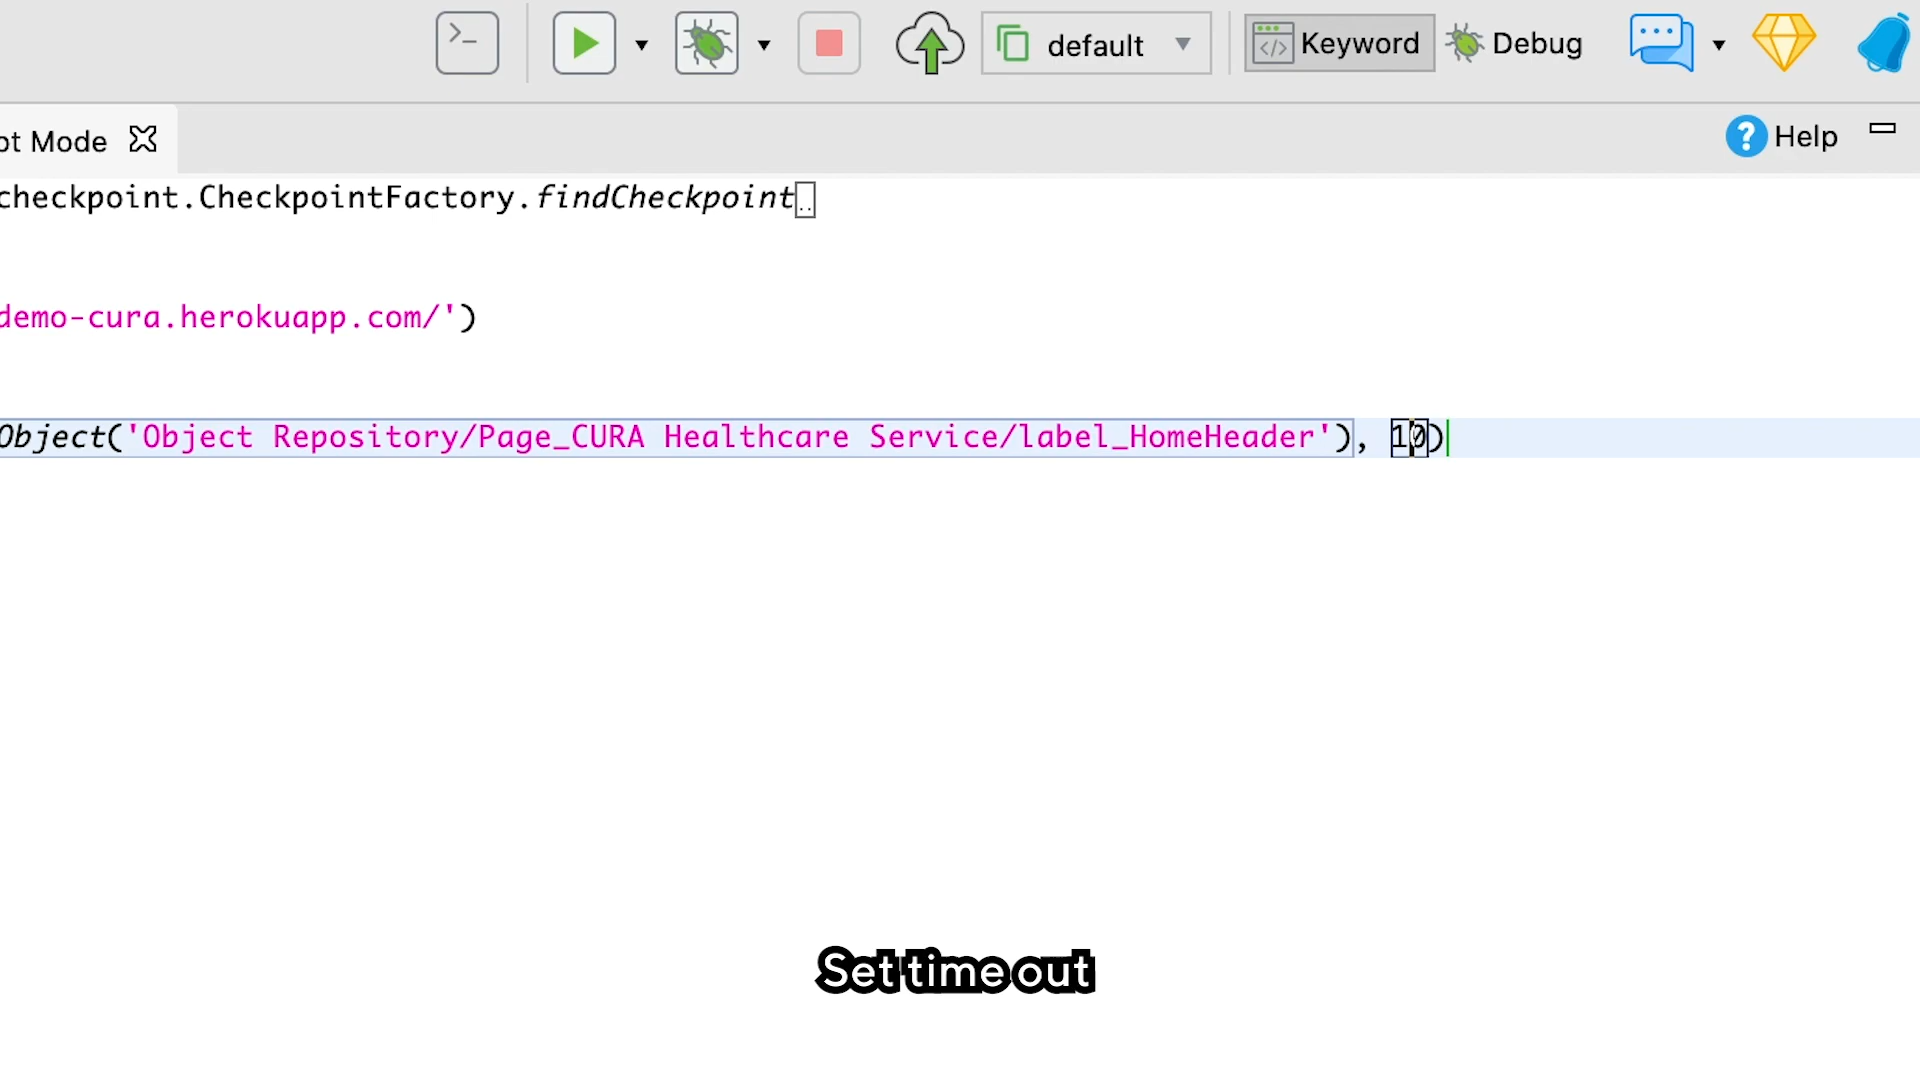 default
Keyword
Debug
ot Mode
Help
checkpoint.CheckpointFactory.findCheckpoint..
demo-cura.herokuapp.com/')
Object('Object Repository/Page_CURA Healthcare Service/label_HomeHeader'), 10)
Set time out